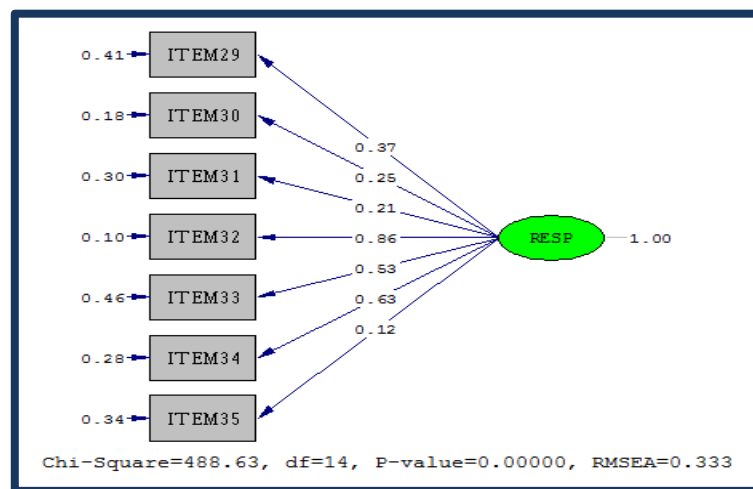 0.41 ITEM29
0.37
0.18 ITEM30
0.25
0.30 ITEM31
0.21
0.10 ITEM32 0.86 RESP 1.00
0.53
0.46 ITEM33
0.63
0.28 ITEM34
0.12
0.34 ITEM35
Chi-Square=488.63, df=14, P-value=0.00000, RMSEA=0.333